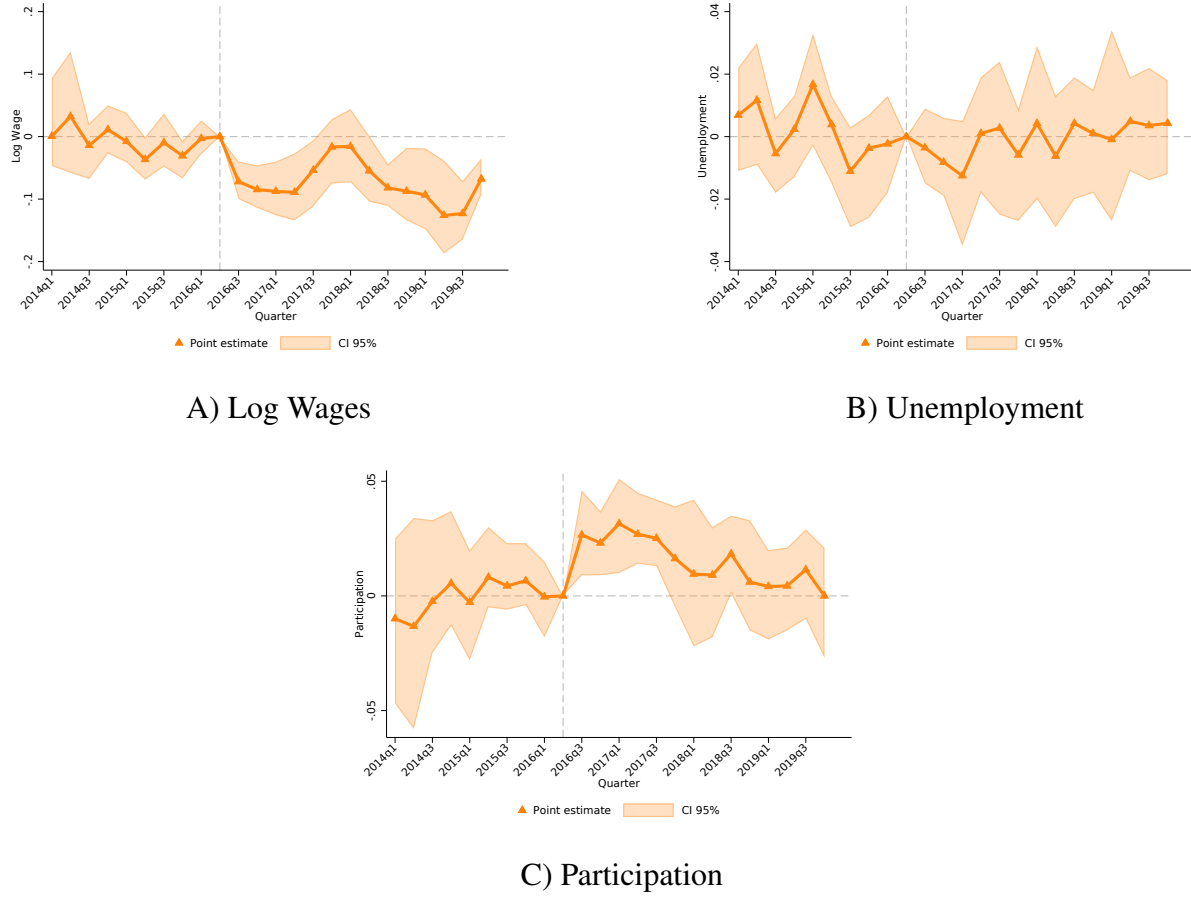 .2
.1
0
-.1
-.2
Log Wage
2014q1 2014q3 2015q1 2015q3 2016q1 2016q3 2017q1 2017q3 2018q1 2018q3 2019q1 2019q3
Quarter
Point estimate CI 95%
A) Log Wages
.04
.02
0
-.02
-.04
Unemployment
2014q1 2014q3 2015q1 2015q3 2016q1 2016q3 2017q1 2017q3 2018q1 2018q3 2019q1 2019q3
Quarter
Point estimate CI 95%
B) Unemployment
.05
0
-.05
Participation
2014q1 2014q3 2015q1 2015q3 2016q1 2016q3 2017q1 2017q3 2018q1 2018q3 2019q1 2019q3
Quarter
Point estimate CI 95%
C) Participation